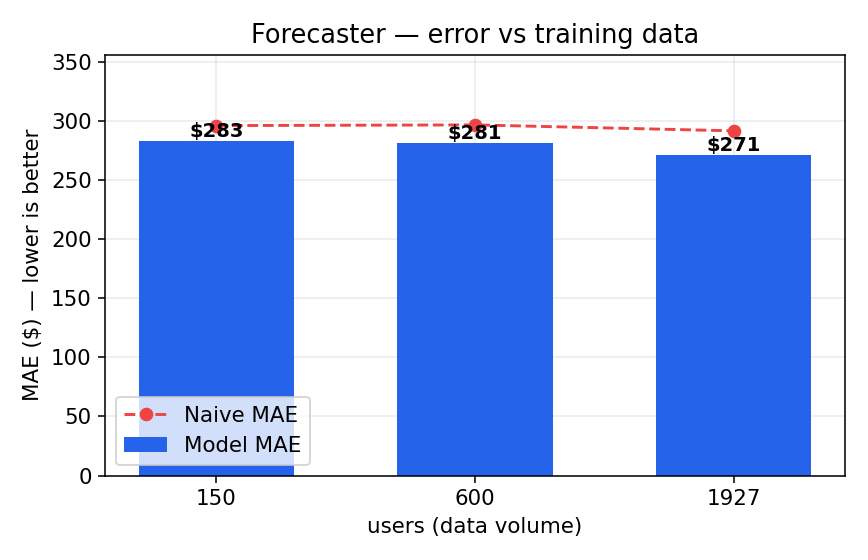 Forecaster — error vs training data
MAE ($) — lower is better
350
300
250
200
150
100
50
0
$283
$281
$271
Naive MAE
Model MAE
150
600
1927
users (data volume)